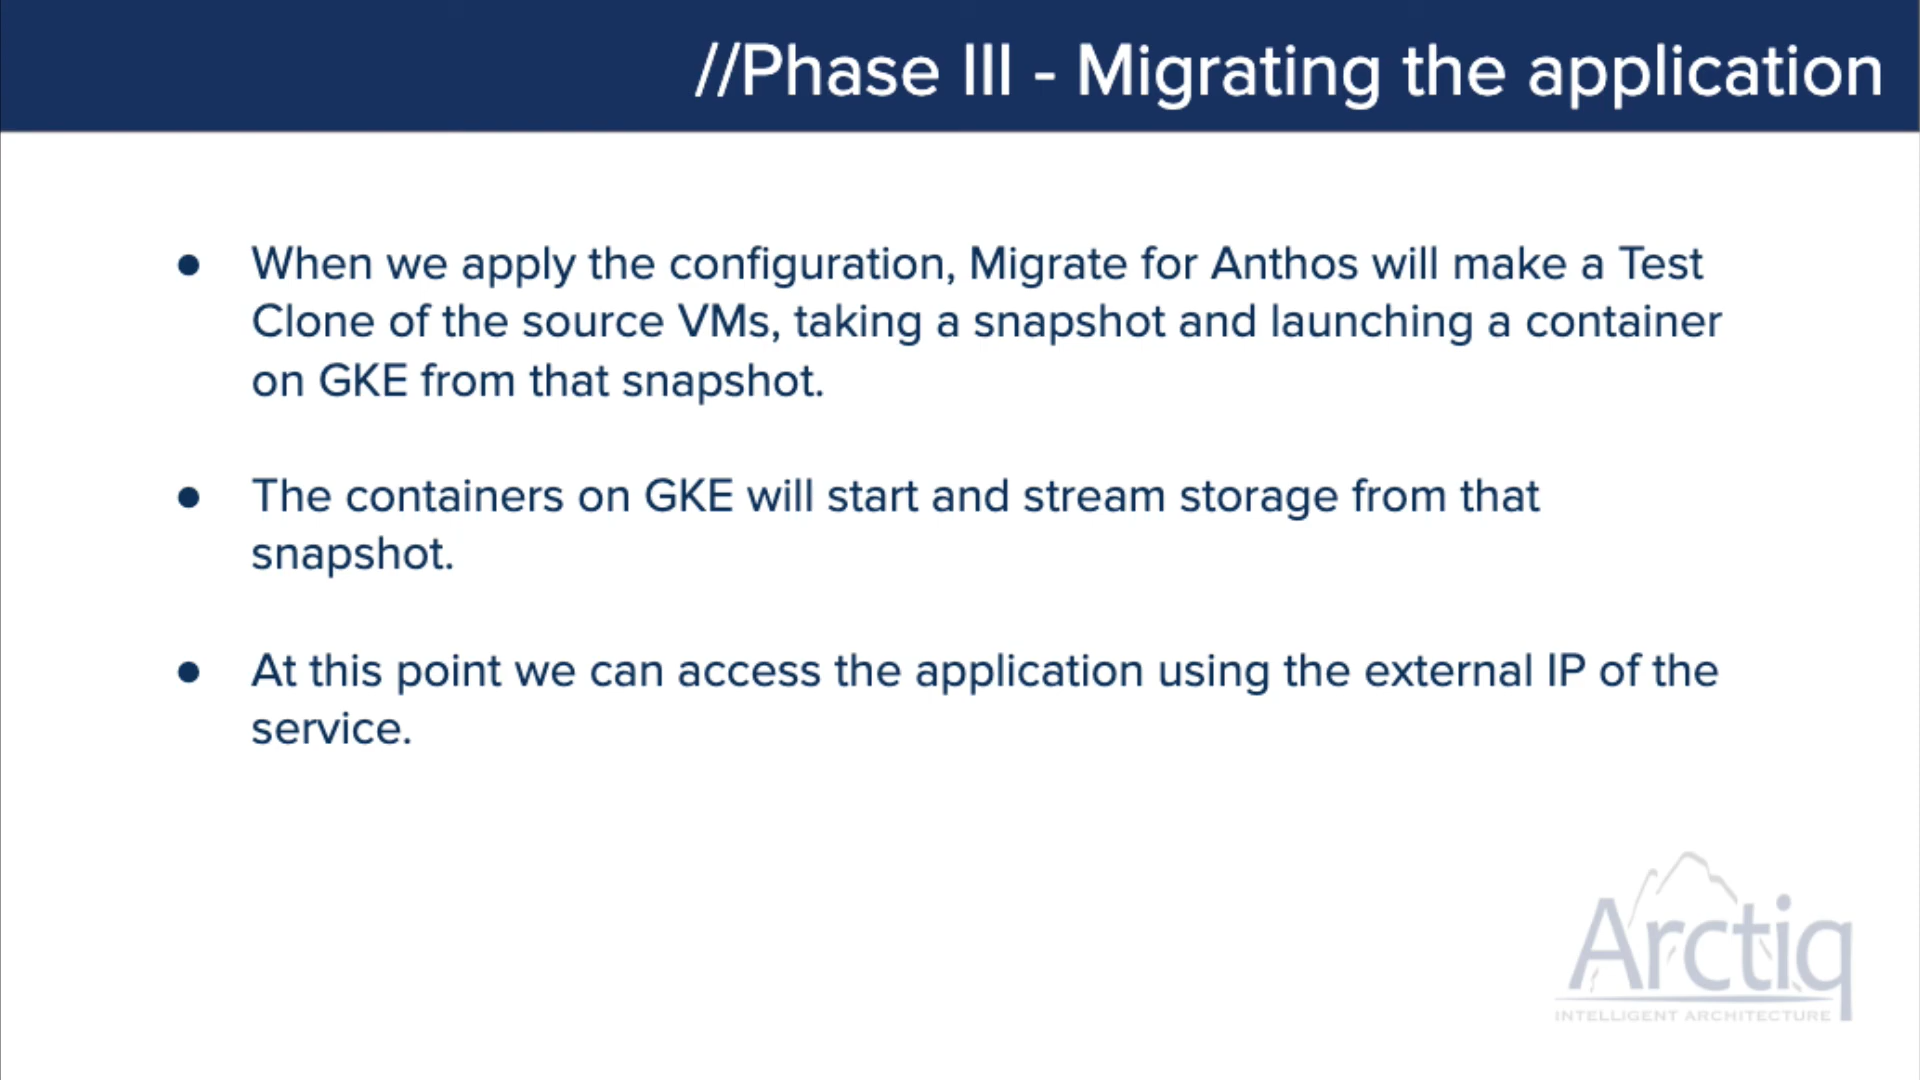 //Phase III - Migrating the application
● When we apply the configuration, Migrate for Anthos will make a Test
Clone of the source VMs, taking a snapshot and launching a container
on GKE from that snapshot.
● The containers on GKE will start and stream storage from that
snapshot.
● At this point we can access the application using the external IP of the
service.
Arctiq
INTELLIGENT ARCHITECTURE